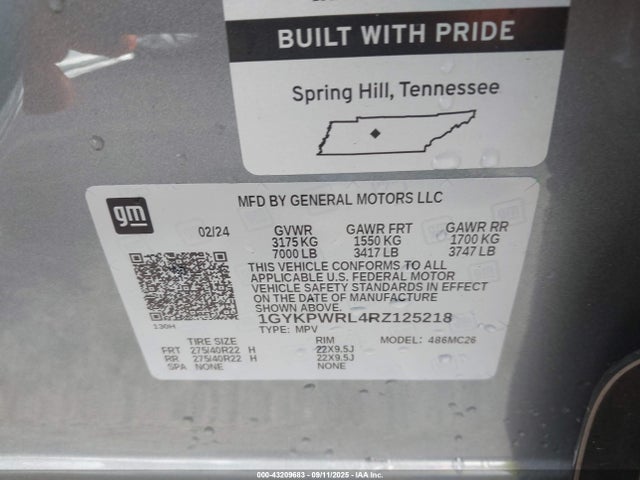 BUILT WITH PRIDE
Spring Hill, Tennessee
gm
MFD BY GENERAL MOTORS LLC
02/24 GVWR GAWR FRT GAWR RR
3175 KG 1550 KG 1700 KG
7000 LB 3417 LB 3747 LB
THIS VEHICLE CONFORMS TO ALL
APPLICABLE U.S. FEDERAL MOTOR
VEHICLE SAFETY STANDARDS IN EFFECT
ON THE DATE OF MANUFACTURE
1GYKPWRL4RZ125218
130H TYPE: MPV
TIRE SIZE RIM MODEL: 486MC26
FRT 275/40R22 H 22X9.5J
RR 275/40R22 H 22X9.5J
SPA NONE NONE
000-43209683 - 09/11/2025 - IAA Inc.